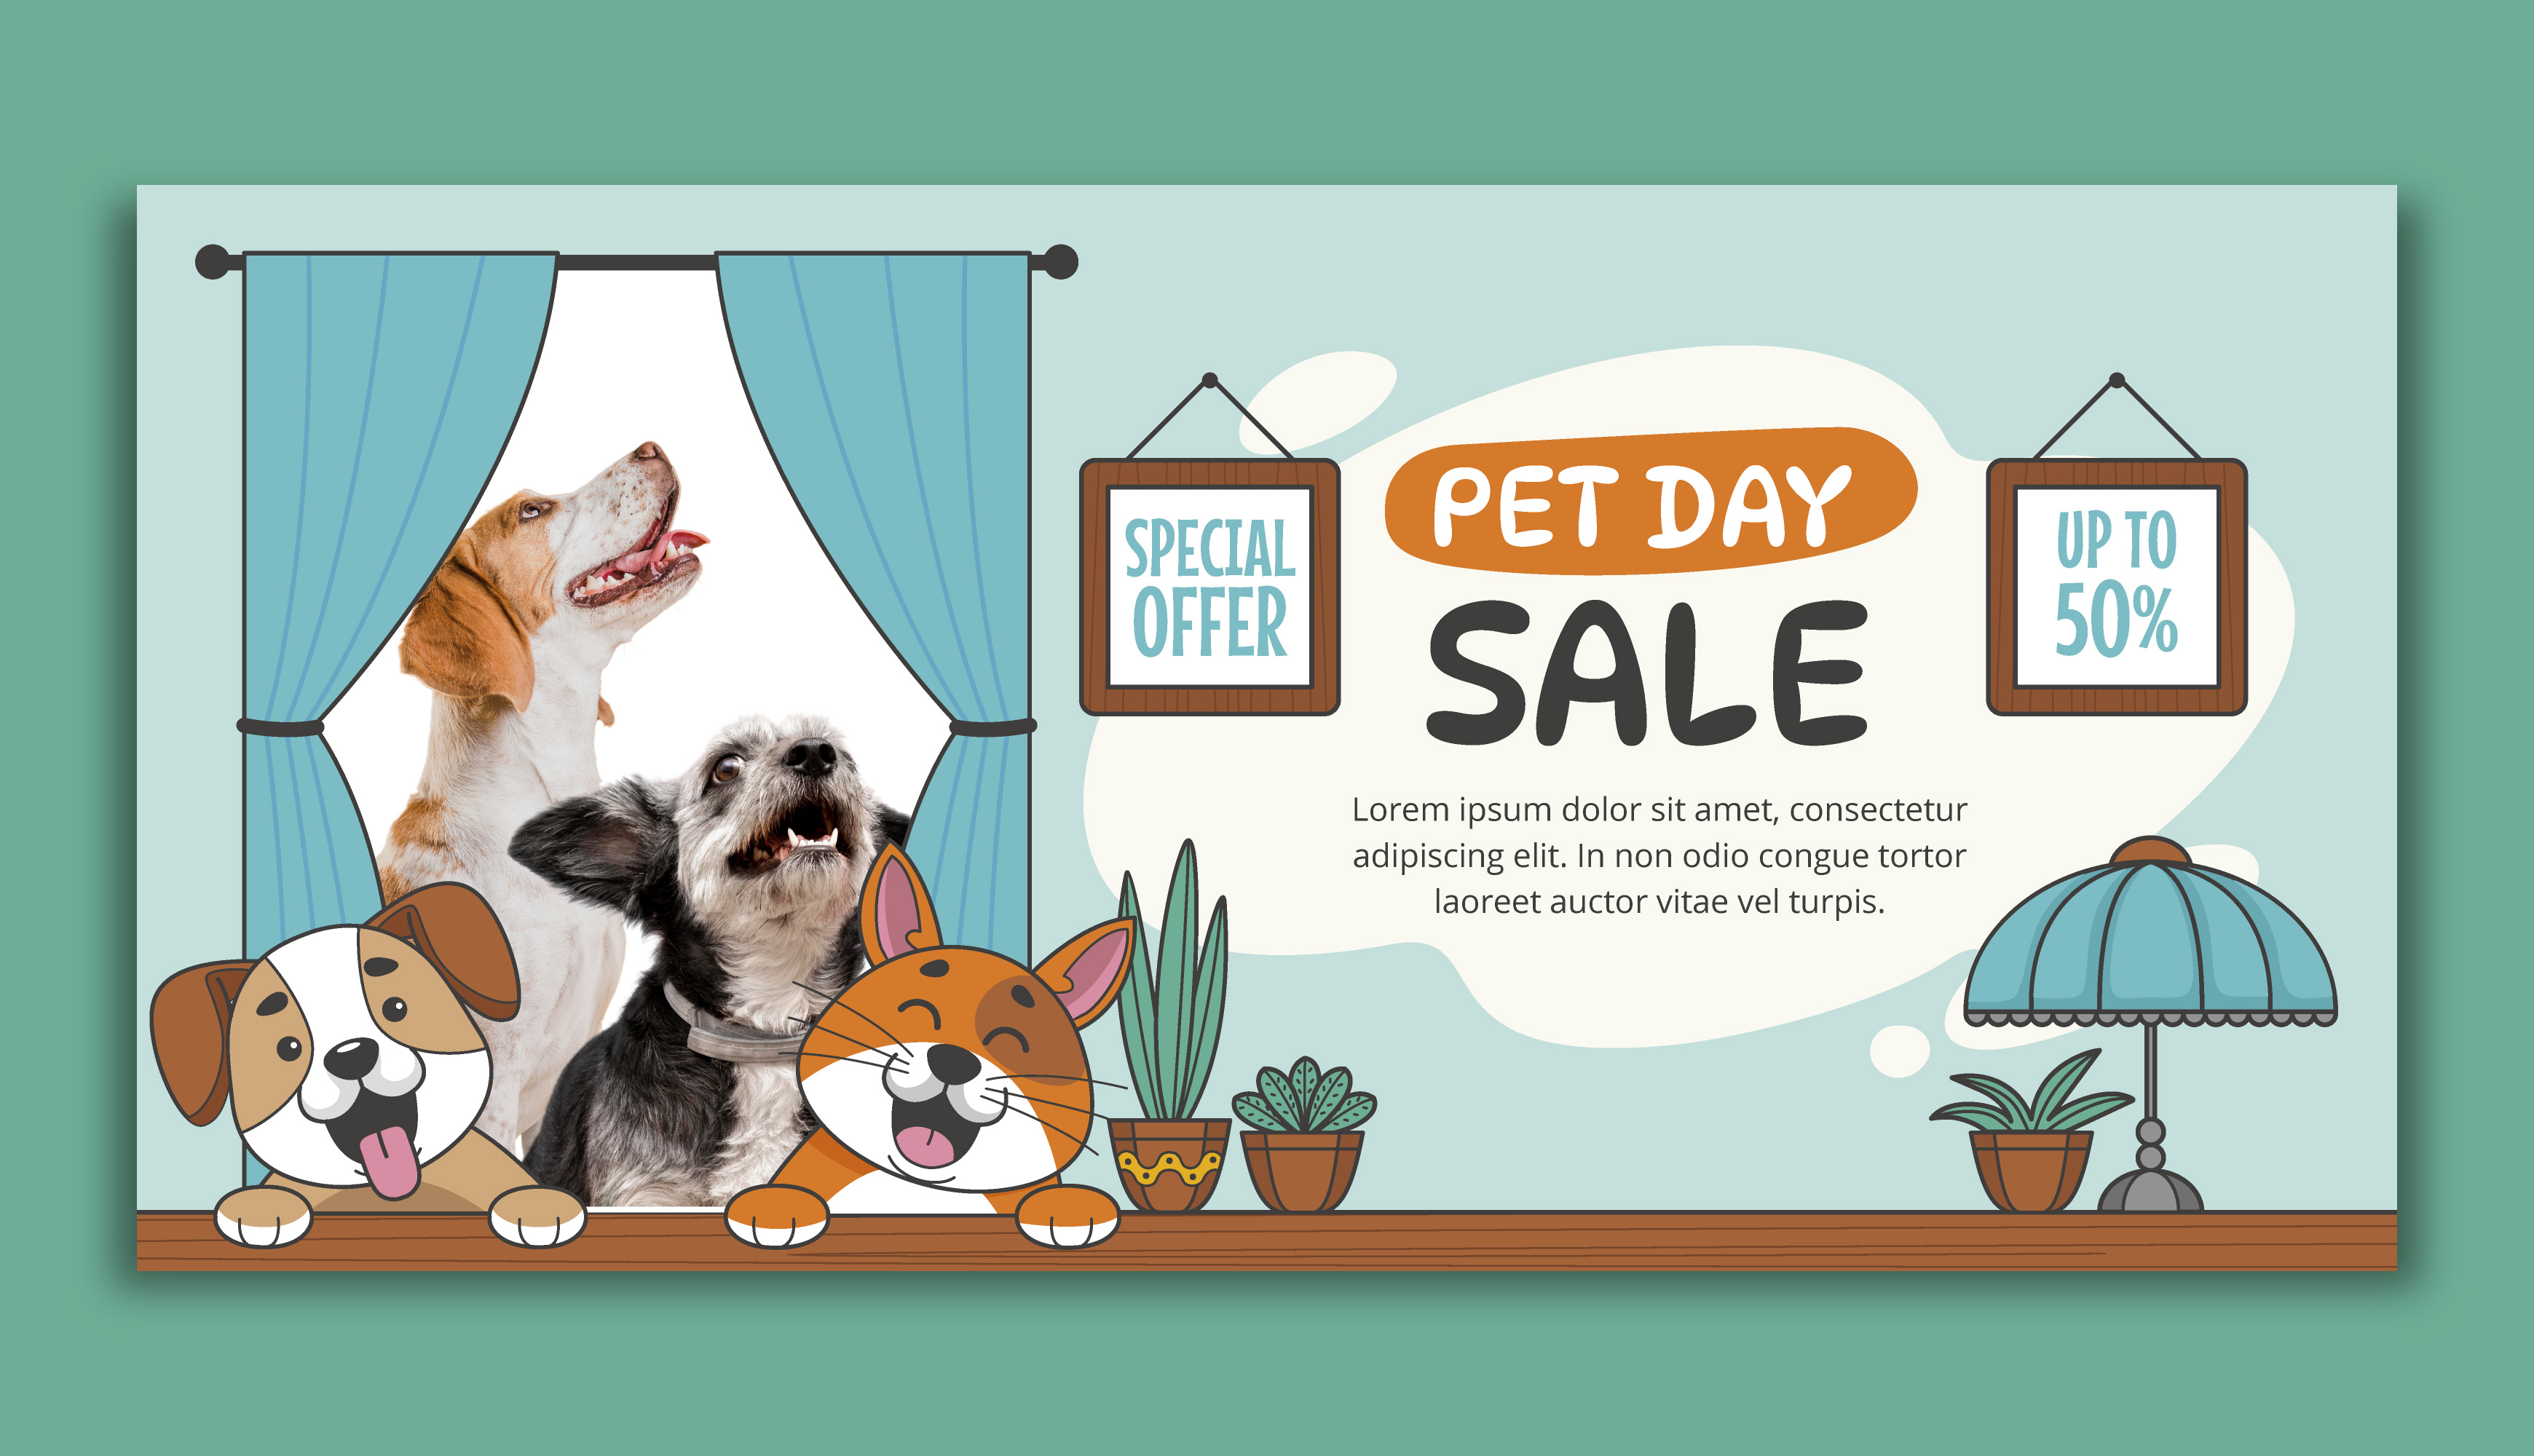 SPECIAL
OFFER
PET DAY
SALE
UP TO
50%
Lorem ipsum dolor sit amet, consectetur
adipiscing elit. In non odio congue tortor
laoreet auctor vitae vel turpis.